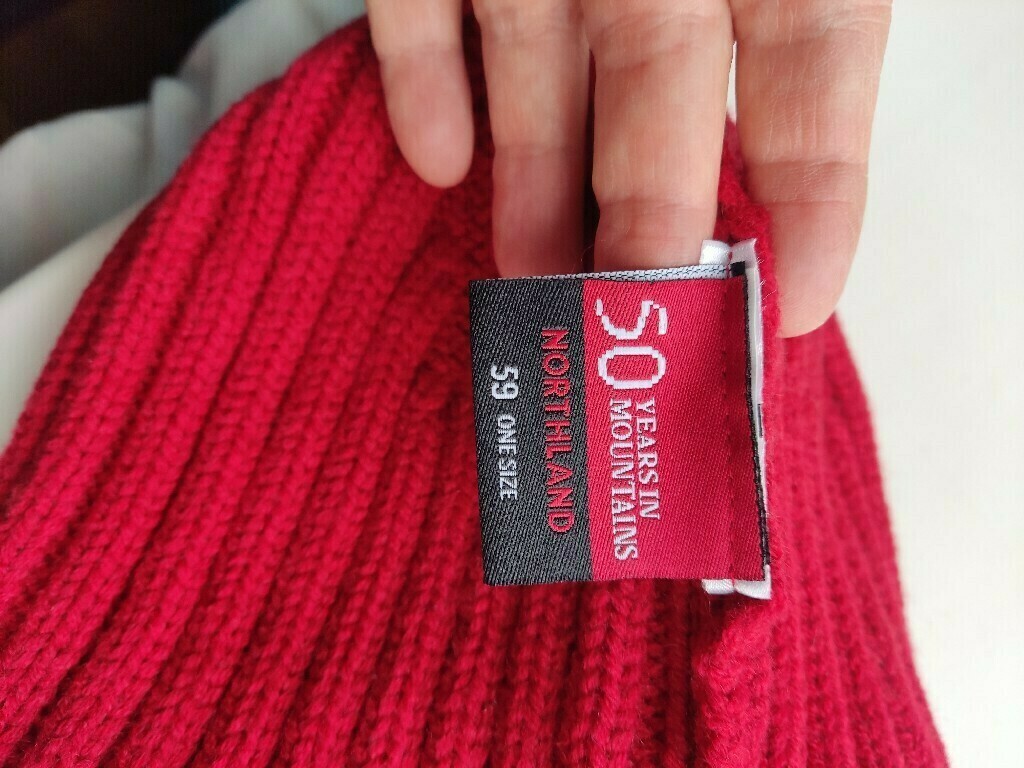 50 YEARS IN
MOUNTAINS
NORTHLAND
59 ONE SIZE